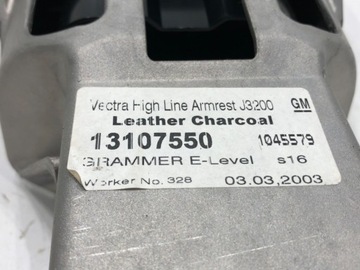 Vectra High Line Armrest J3200 GM
Leather Charcoal
13107550 1045579
GRAMMER E-Level s16
Worker No. 328 03.03.2003